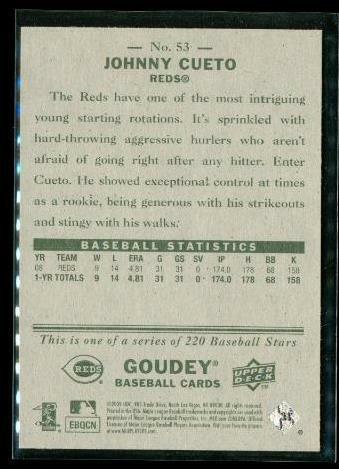 — No. 53 —
JOHNNY CUETO
REDS®
The Reds have one of the most intriguing
young starting rotations. It's sprinkled with
hard-throwing aggressive hurlers who aren't
afraid of going right after any hitter. Enter
Cueto. He showed exceptional control at times
as a rookie, being generous with his strikeouts
and stingy with his walks.
BASEBALL STATISTICS
YR TEAM W L ERA G GS SV IP H BB K
08 REDS 9 14 4.81 31 31 0 174.0 178 68 158
1-YR TOTALS 9 14 4.81 31 31 0 174.0 178 68 158
This is one of a series of 220 Baseball Stars
REDS
GOUDEY®
BASEBALL CARDS
UPPER DECK
EBQCN